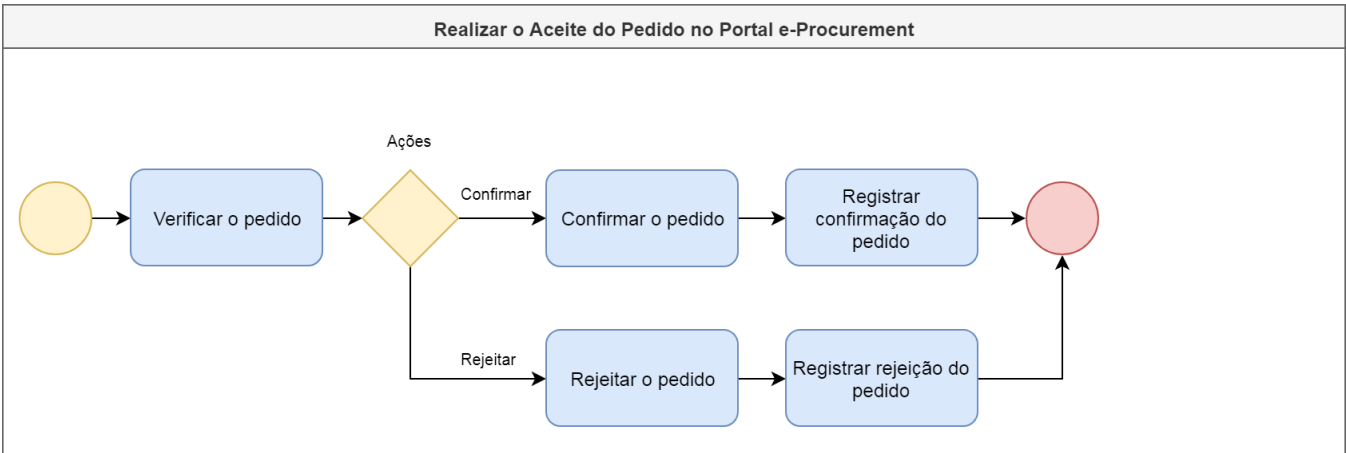 Realizar o Aceite do Pedido no Portal e-Procurement
Ações
Verificar o pedido
Confirmar
Confirmar o pedido
Registrar
confirmação do
pedido
Rejeitar
Rejeitar o pedido
Registrar rejeição do
pedido